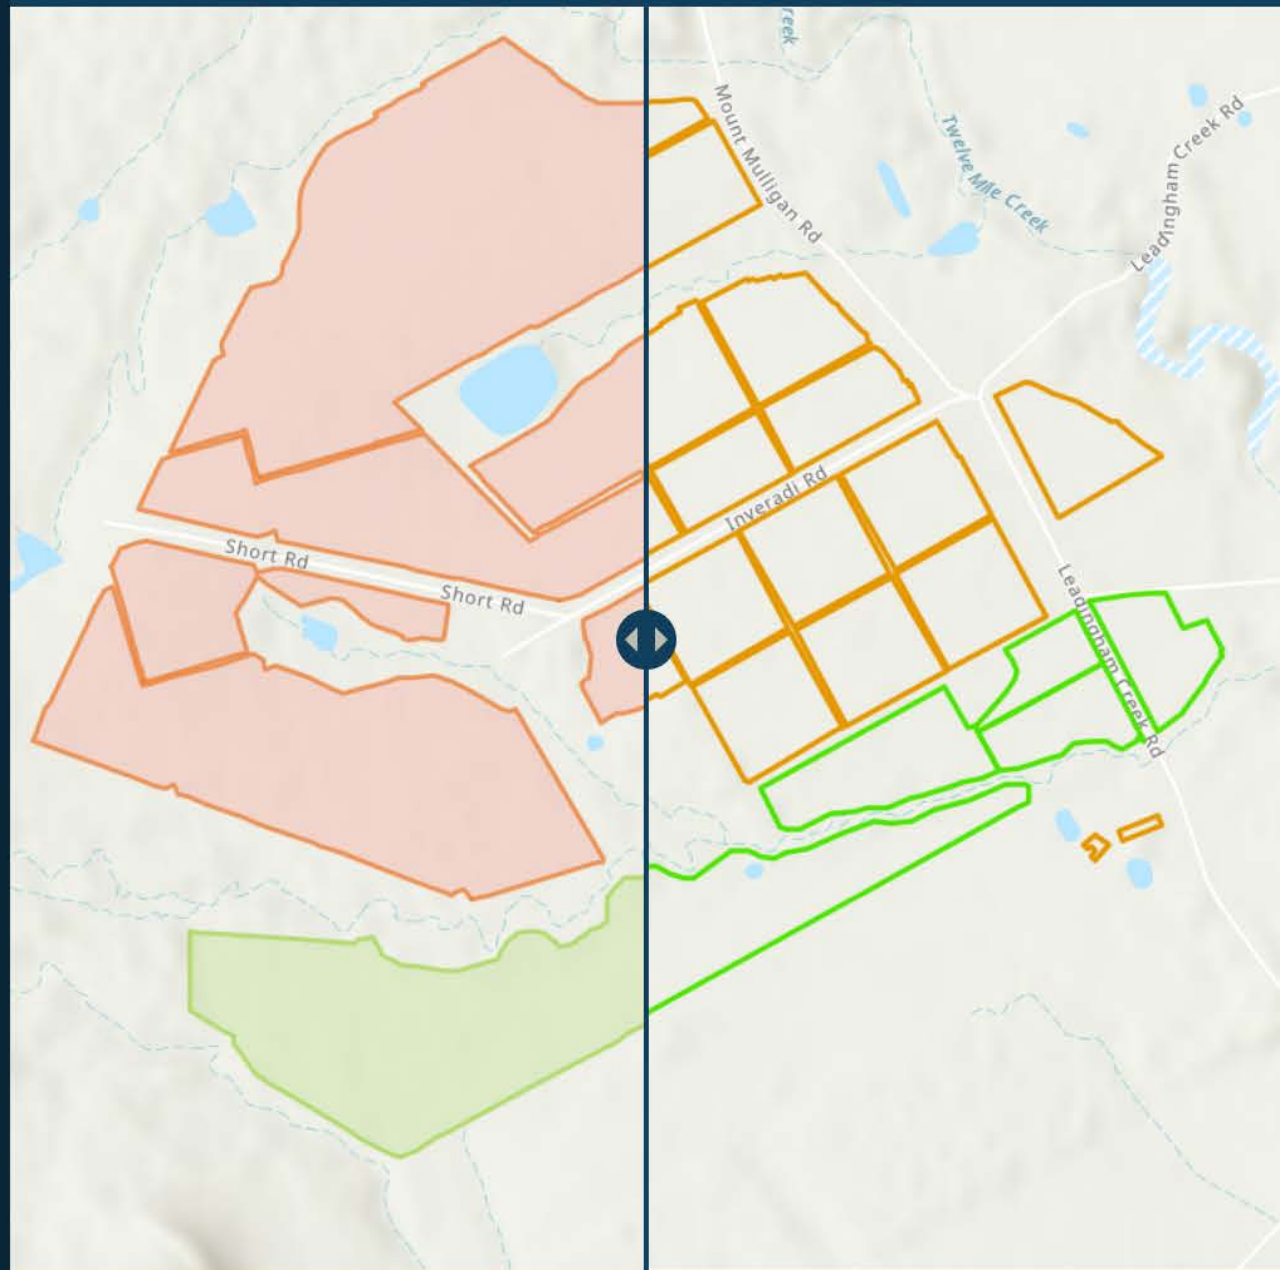 reek
Mount Mulligan Rd
Twelve Mile Creek
Leadingham Creek Rd
Inveradi Rd
Short Rd
Short Rd
Leadingham Creek Rd